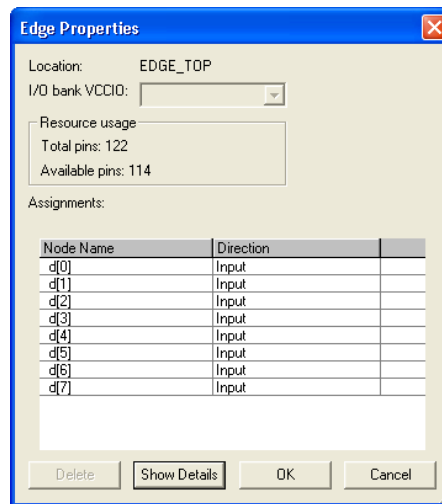 Edge Properties
Location: EDGE_TOP
I/O bank VCCIO:
Resource usage
Total pins: 122
Available pins: 114
Assignments:
Node Name Direction
d[0] Input
d[1] Input
d[2] Input
d[3] Input
d[4] Input
d[5] Input
d[6] Input
d[7] Input
Delete Show Details OK Cancel